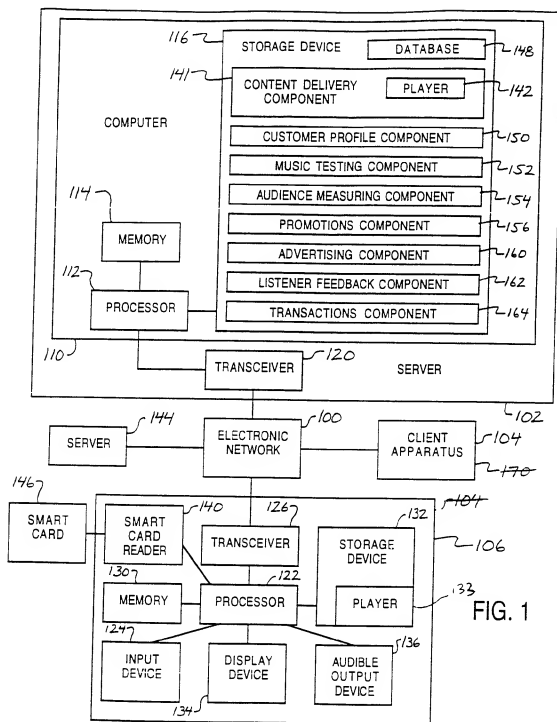 116
STORAGE DEVICE
DATABASE
148
141
CONTENT DELIVERY
COMPONENT
PLAYER
142
COMPUTER
CUSTOMER PROFILE COMPONENT
150
MUSIC TESTING COMPONENT
152
114
AUDIENCE MEASURING COMPONENT
154
MEMORY
PROMOTIONS COMPONENT
156
ADVERTISING COMPONENT
160
112
LISTENER FEEDBACK COMPONENT
162
PROCESSOR
TRANSACTIONS COMPONENT
164
110
TRANSCEIVER
120
SERVER
102
144
100
104
SERVER
ELECTRONIC
NETWORK
CLIENT
APPARATUS
170
146
140
126
132
104
SMART
CARD
SMART
CARD
READER
TRANSCEIVER
STORAGE
DEVICE
106
130
122
MEMORY
PROCESSOR
PLAYER
133
FIG. 1
124
136
INPUT
DEVICE
DISPLAY
DEVICE
AUDIBLE
OUTPUT
DEVICE
134